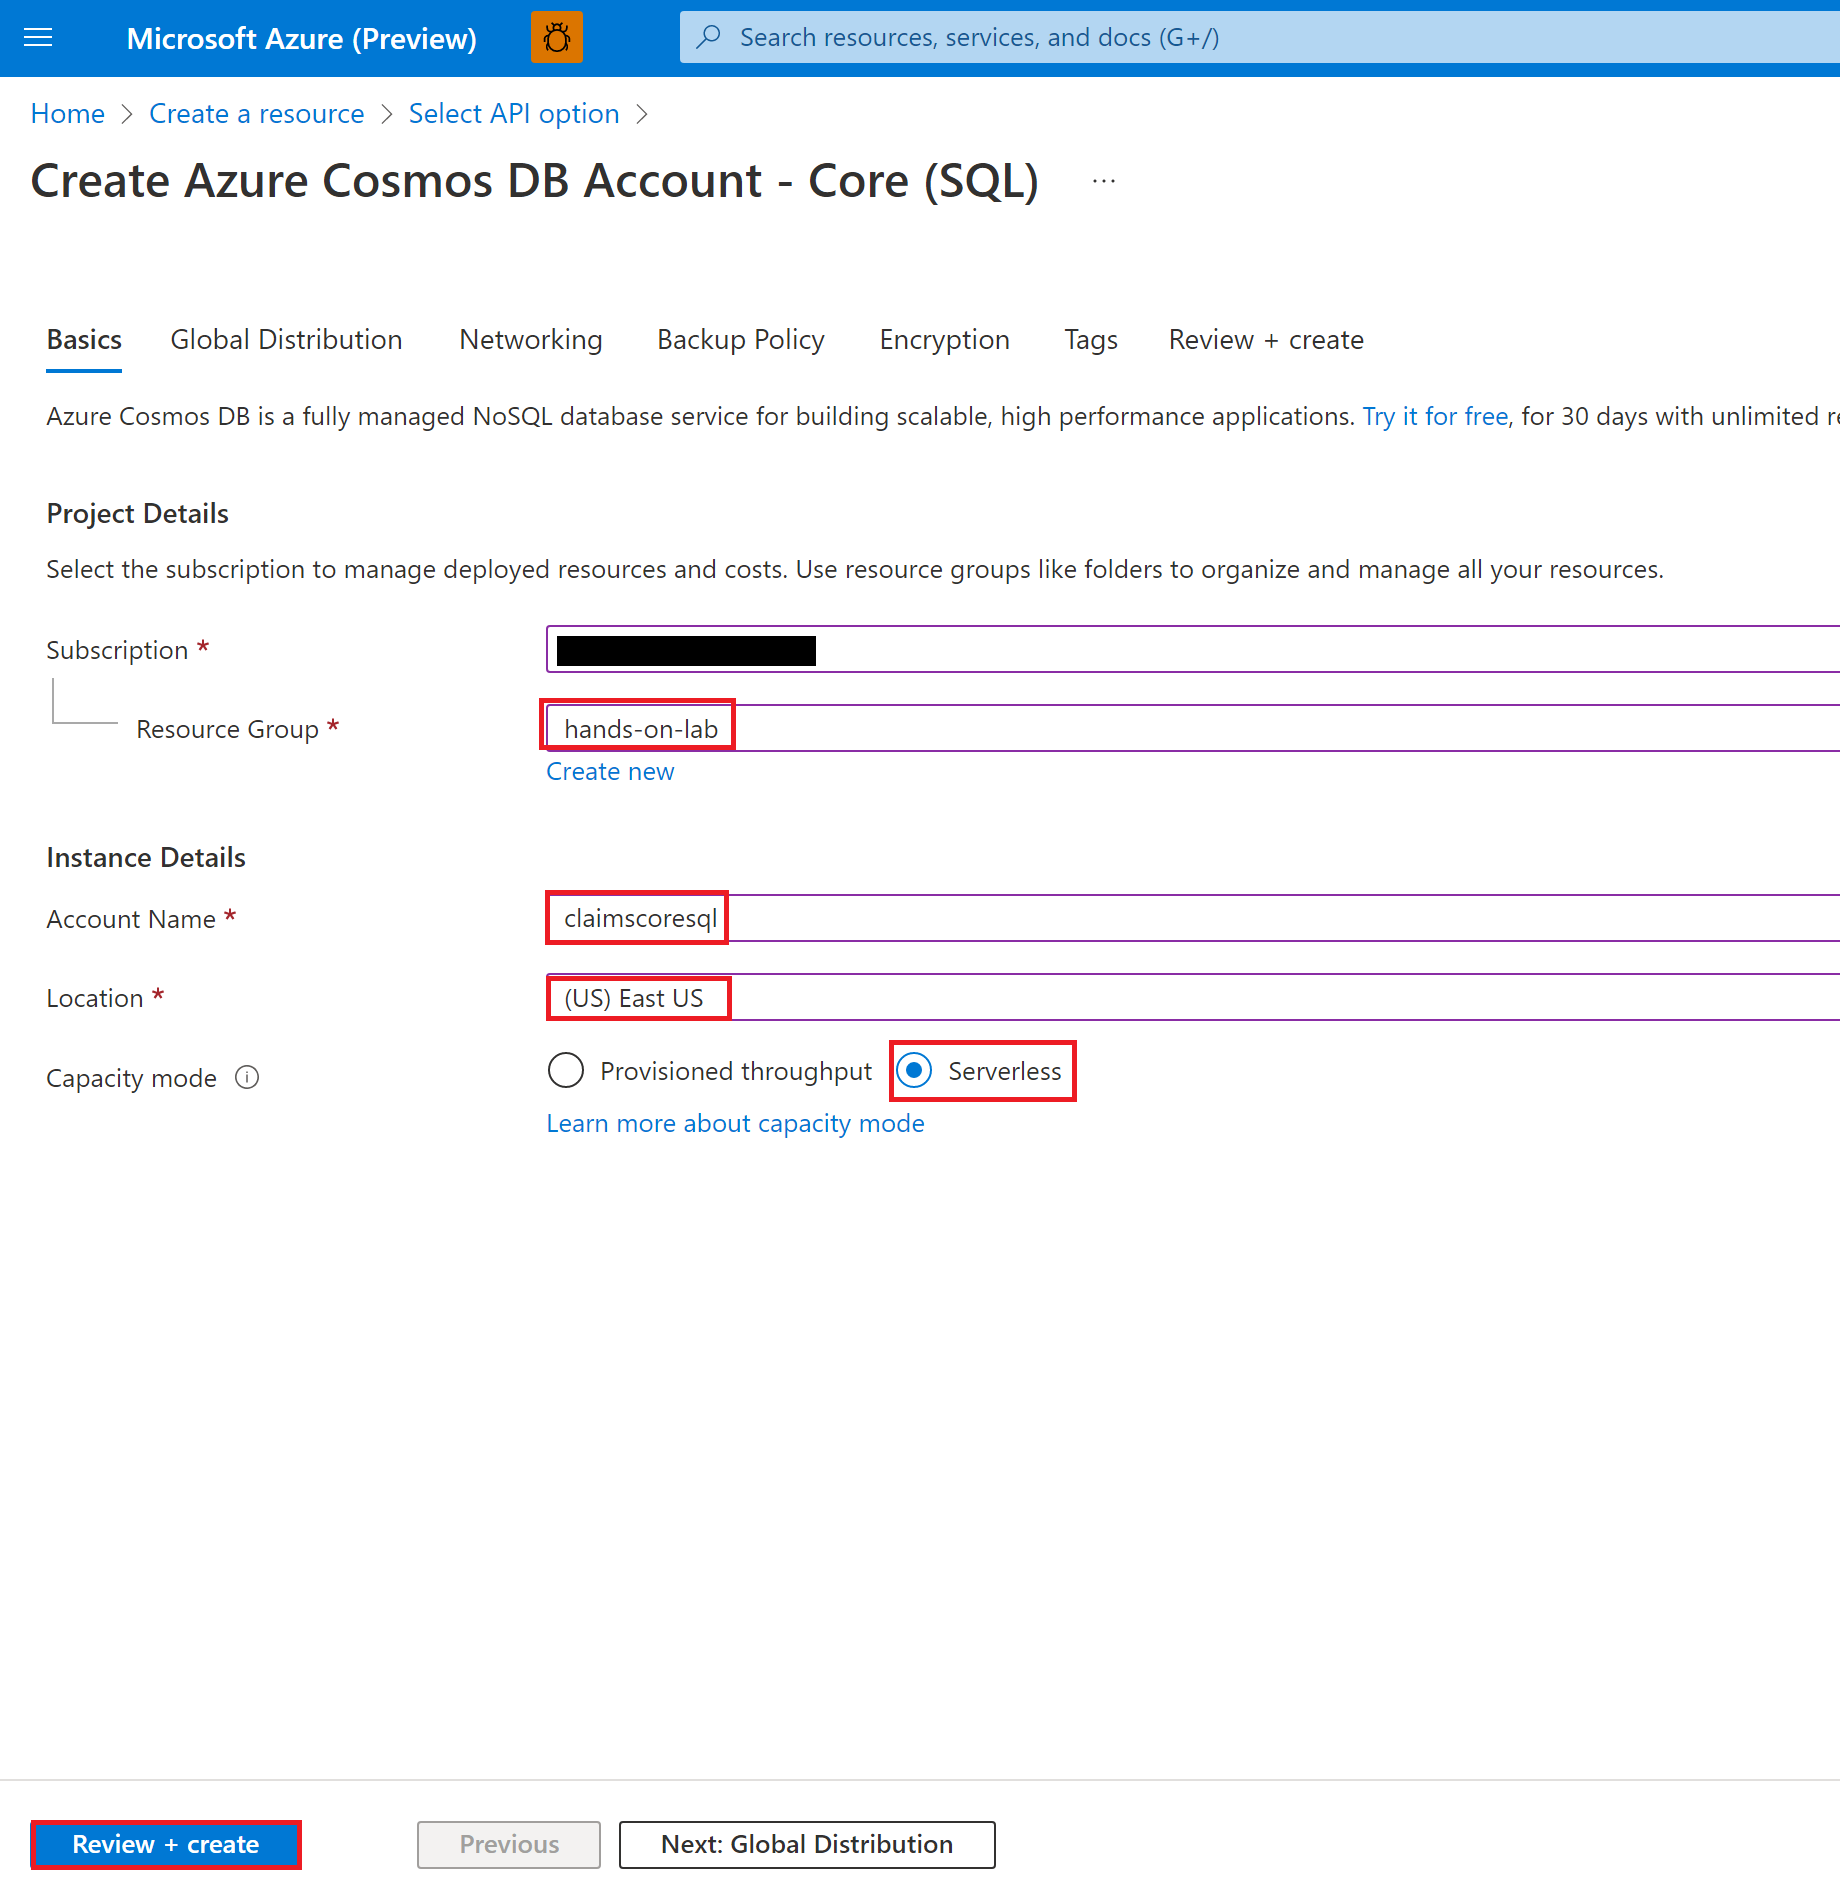 Microsoft Azure (Preview)
Search resources, services, and docs (G+/)
Home > Create a resource > Select API option >
Create Azure Cosmos DB Account - Core (SQL) ...
Basics Global Distribution Networking Backup Policy Encryption Tags Review + create
Azure Cosmos DB is a fully managed NoSQL database service for building scalable, high performance applications. Try it for free, for 30 days with unlimited
Project Details
Select the subscription to manage deployed resources and costs. Use resource groups like folders to organize and manage all your resources.
Subscription *
Resource Group * hands-on-lab
Create new
Instance Details
Account Name * claimscoresql
Location * (US) East US
Capacity mode Provisioned throughput Serverless
Learn more about capacity mode
Review + create Previous Next: Global Distribution